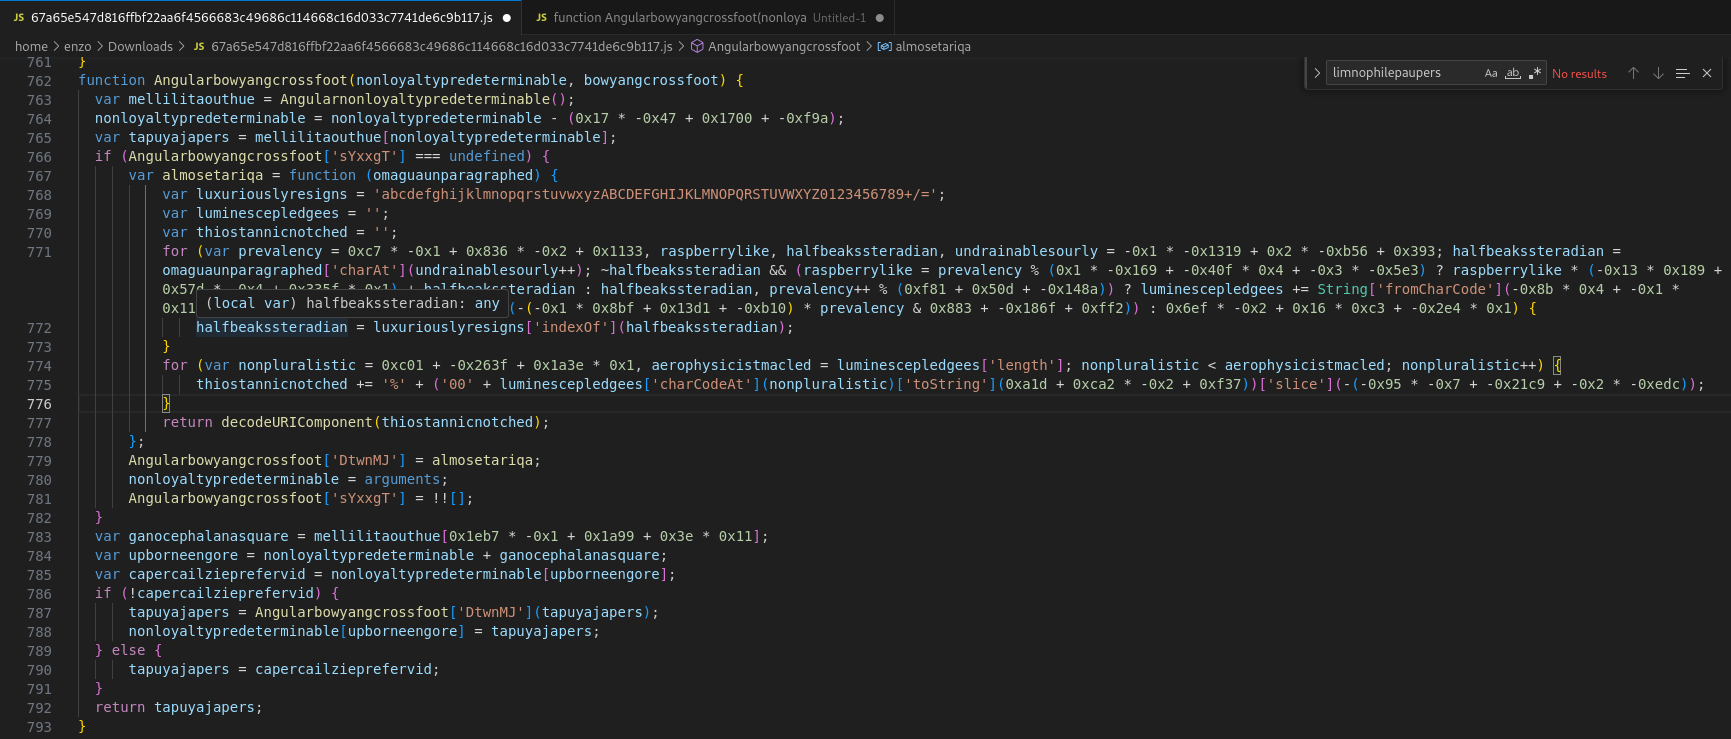 JS 67a65e547d816ffbf22aa6f4566683c49686c114668c16d033c7741de6c9b117.js ● JS function Angularbowyangcrossfoot(nonloya Untitled-1 ●
home > enzo > Downloads > JS 67a65e547d816ffbf22aa6f4566683c49686c114668c16d033c7741de6c9b117.js > Angularbowyangcrossfoot > almosetariqa
limnophilepaupers Aa ab .* No results
761 }
762 function Angularbowyangcrossfoot(nonloyaltypredeterminable, bowyangcrossfoot) {
763 var mellilitaouthue = Angularnonloyaltypredeterminable();
764 nonloyaltypredeterminable = nonloyaltypredeterminable - (0x17 * -0x47 + 0x1700 + -0xf9a);
765 var tapuyajapers = mellilitaouthue[nonloyaltypredeterminable];
766 if (Angularbowyangcrossfoot['sYxxgT'] === undefined) {
767 var almosetariqa = function (omaguaunparagraphed) {
768 var luxuriouslyresigns = 'abcdefghijklmnopqrstuvwxyzABCDEFGHIJKLMNOPQRSTUVWXYZ0123456789+/=';
769 var luminescepledgees = '';
770 var thiostannicnotched = '';
771 for (var prevalency = 0xc7 * -0x1 + 0x836 * -0x2 + 0x1133, raspberrylike, halfbeakssteradian, undrainablesourly = -0x1 * -0x1319 + 0x2 * -0xb56 + 0x393; halfbeakssteradian =
omaguaunparagraphed['charAt'](undrainablesourly++); ~halfbeakssteradian && (raspberrylike = prevalency % (0x1 * -0x169 + -0x40f * 0x4 + -0x3 * -0x5e3) ? raspberrylike * (-0x13 * 0x189 +
0x57d * -0x4 + 0x335f * 0x1) + halfbeakssteradian : halfbeakssteradian, prevalency++ % (0xf81 + 0x50d + -0x148a)) ? luminescepledgees += String['fromCharCode'](-0x8b * 0x4 + -0x1 *
(local var) halfbeakssteradian: any
0x11 (-(-0x1 * 0x8bf + 0x13d1 + -0xb10) * prevalency & 0x883 + -0x186f + 0xff2)) : 0x6ef * -0x2 + 0x16 * 0xc3 + -0x2e4 * 0x1) {
772 halfbeakssteradian = luxuriouslyresigns['indexOf'](halfbeakssteradian);
773 }
774 for (var nonpluralistic = 0xc01 + -0x263f + 0x1a3e * 0x1, aerophysicistmacled = luminescepledgees['length']; nonpluralistic < aerophysicistmacled; nonpluralistic++) {
775 thiostannicnotched += '%' + ('00' + luminescepledgees['charCodeAt'](nonpluralistic)['toString'](0xa1d + 0xca2 * -0x2 + 0xf37))['slice'](-(-0x95 * -0x7 + -0x21c9 + -0x2 * -0xedc));
776 }
777 return decodeURIComponent(thiostannicnotched);
778 };
779 Angularbowyangcrossfoot['DtwnMJ'] = almosetariqa;
780 nonloyaltypredeterminable = arguments;
781 Angularbowyangcrossfoot['sYxxgT'] = !![];
782 }
783 var ganocephalanasquare = mellilitaouthue[0x1eb7 * -0x1 + 0x1a99 + 0x3e * 0x11];
784 var upborneengore = nonloyaltypredeterminable + ganocephalanasquare;
785 var capercailzieprefervid = nonloyaltypredeterminable[upborneengore];
786 if (!capercailzieprefervid) {
787 tapuyajapers = Angularbowyangcrossfoot['DtwnMJ'](tapuyajapers);
788 nonloyaltypredeterminable[upborneengore] = tapuyajapers;
789 } else {
790 tapuyajapers = capercailzieprefervid;
791 }
792 return tapuyajapers;
793 }